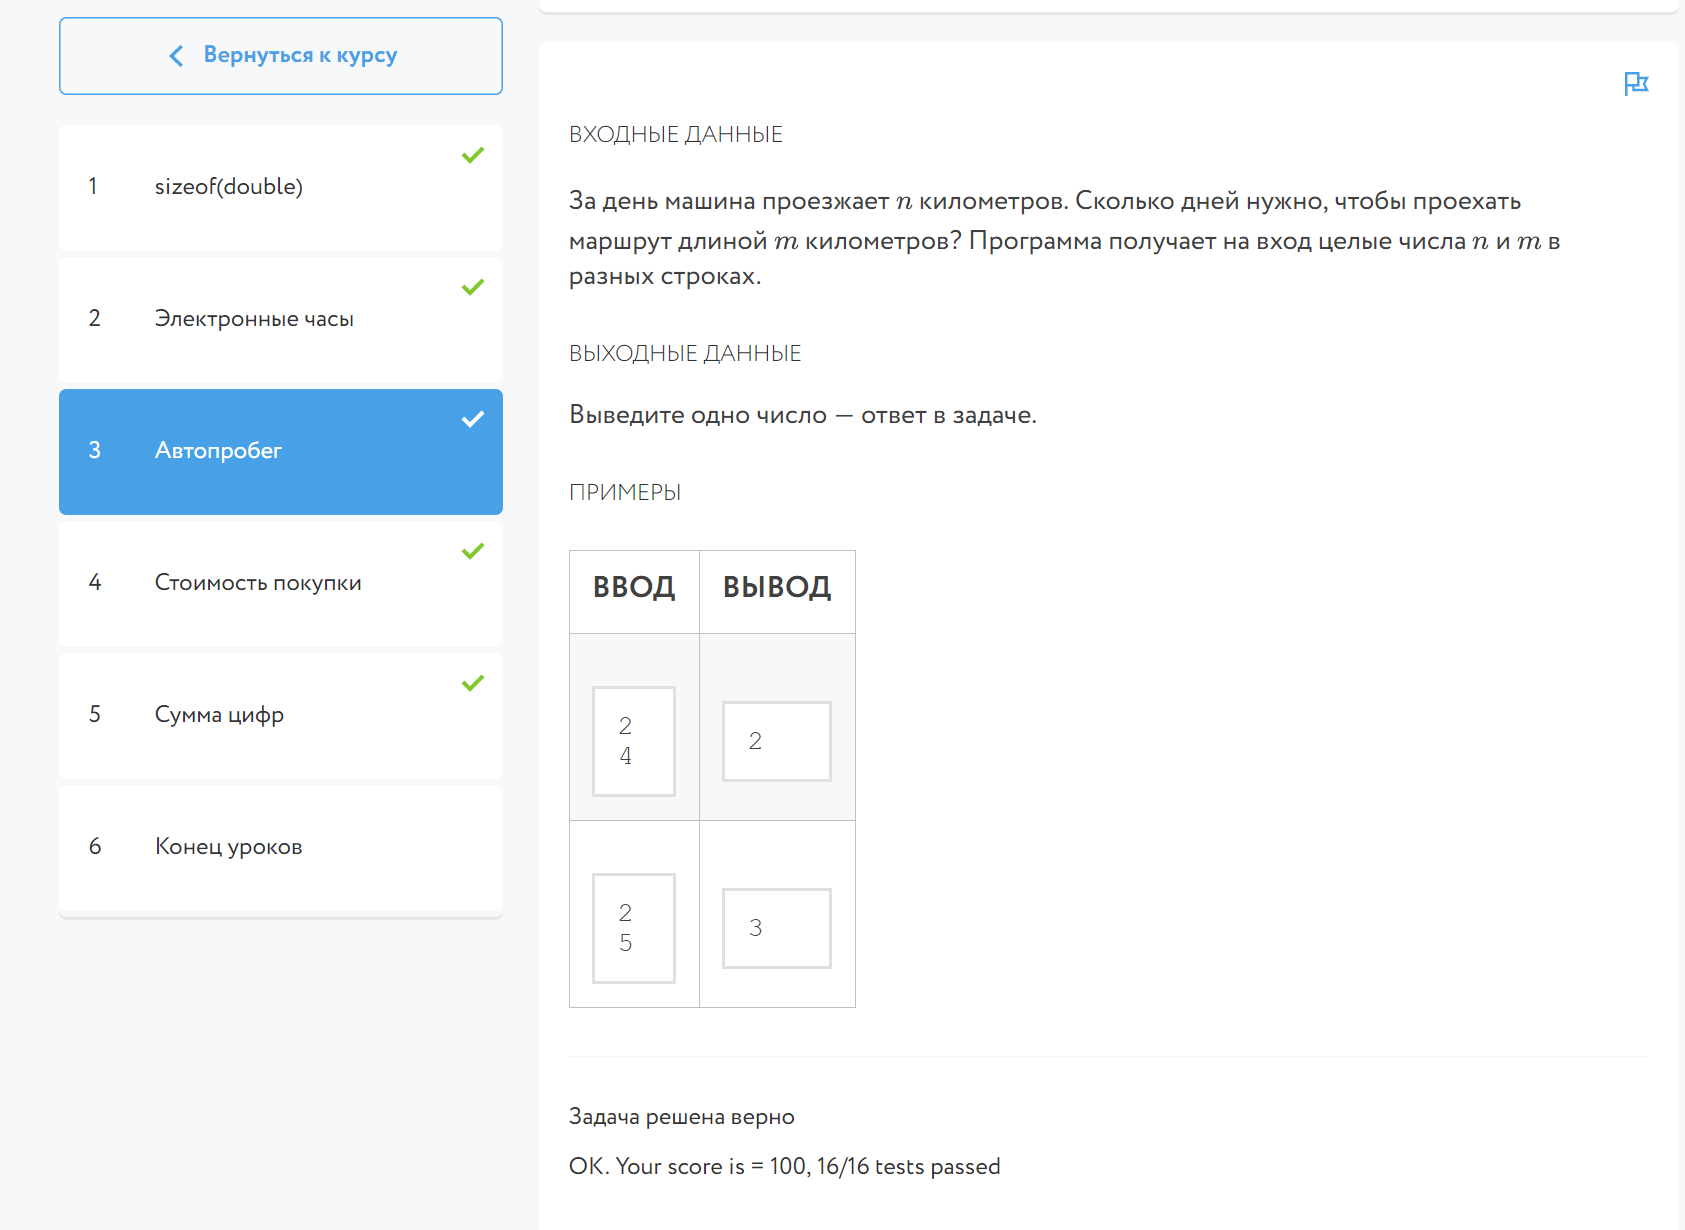 Вернуться к курсу
1 sizeof(double)
2 Электронные часы
3 Автопробег
4 Стоимость покупки
5 Сумма цифр
6 Конец уроков
ВХОДНЫЕ ДАННЫЕ
За день машина проезжает n километров. Сколько дней нужно, чтобы проехать
маршрут длиной m километров? Программа получает на вход целые числа n и m в
разных строках.
ВЫХОДНЫЕ ДАННЫЕ
Выведите одно число — ответ в задаче.
ПРИМЕРЫ
ВВОД ВЫВОД
2
4
2
2
5
3
Задача решена верно
OK. Your score is = 100, 16/16 tests passed